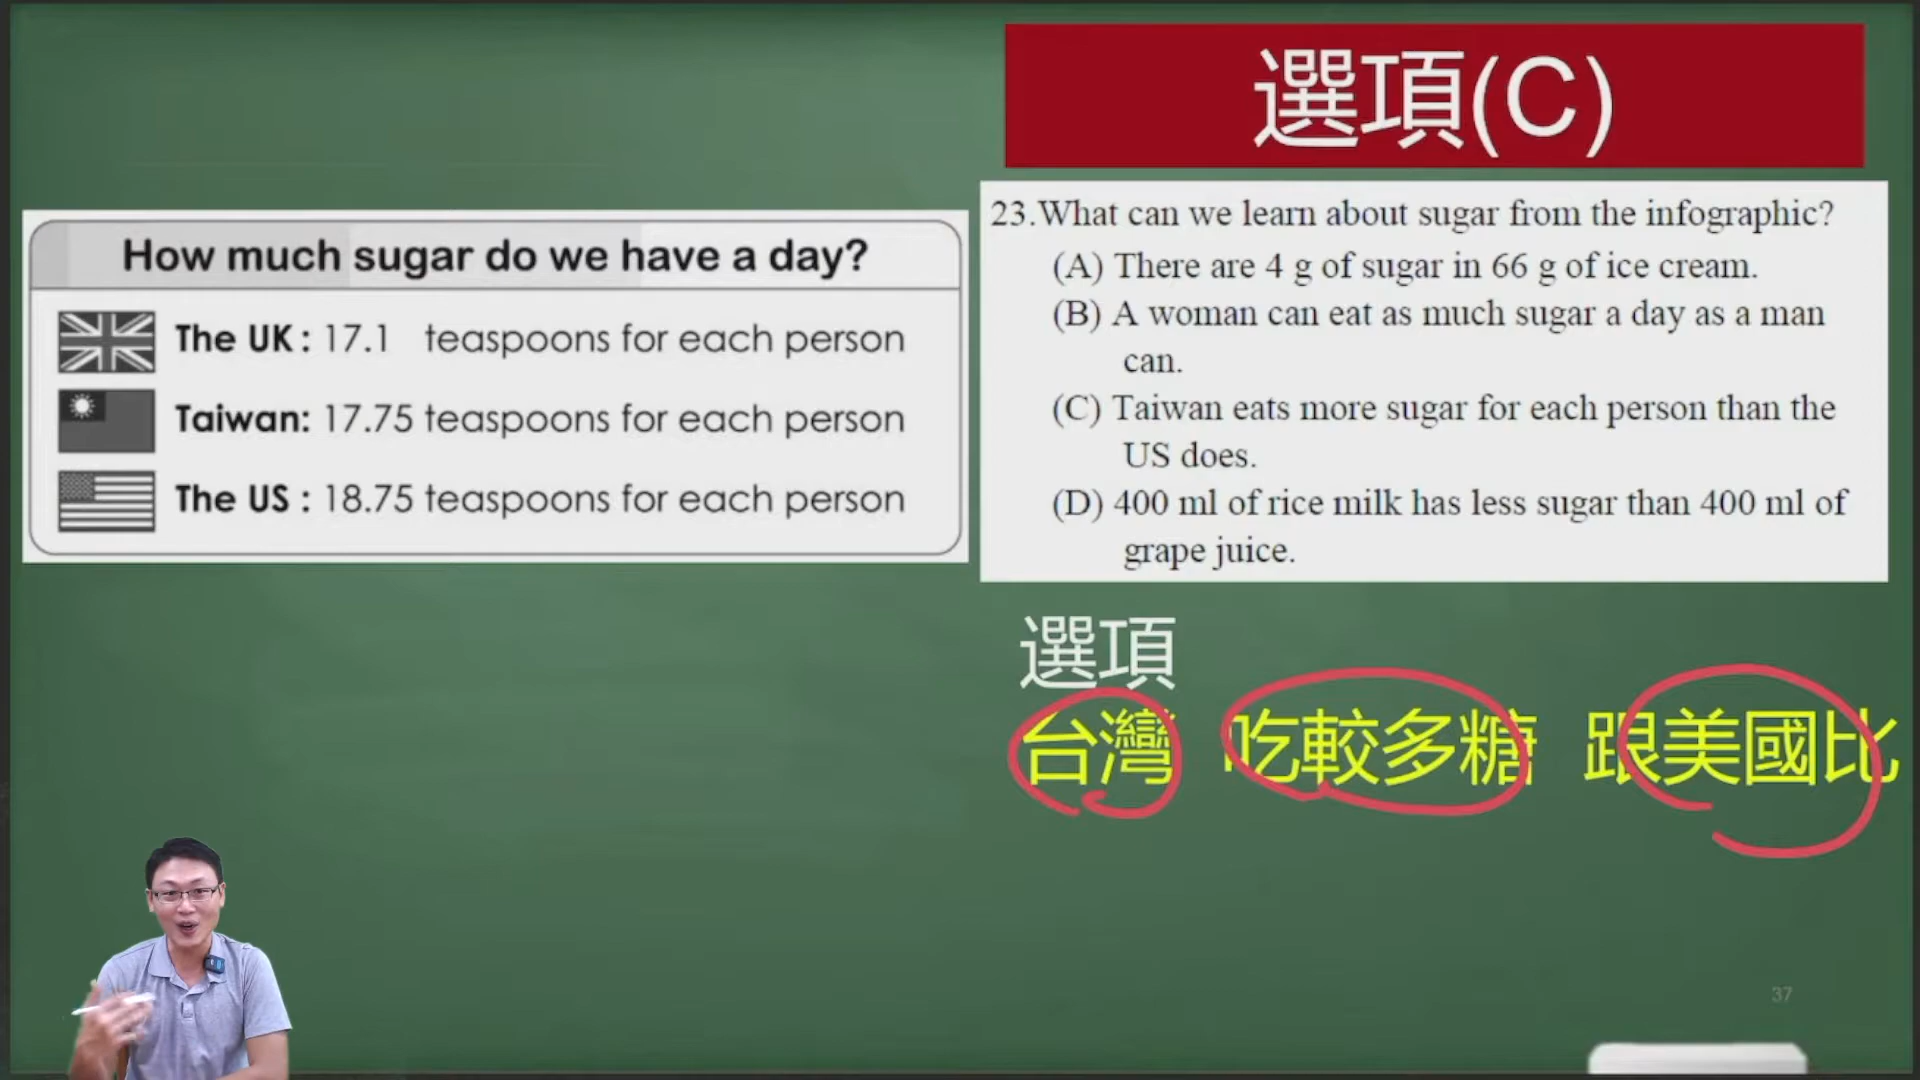 選項(C)
How much sugar do we have a day?
The UK : 17.1 teaspoons for each person
Taiwan: 17.75 teaspoons for each person
The US : 18.75 teaspoons for each person
23.What can we learn about sugar from the infographic?
(A) There are 4 g of sugar in 66 g of ice cream.
(B) A woman can eat as much sugar a day as a man
can.
(C) Taiwan eats more sugar for each person than the
US does.
(D) 400 ml of rice milk has less sugar than 400 ml of
grape juice.
選項
台灣 吃較多糖 跟美國比
37